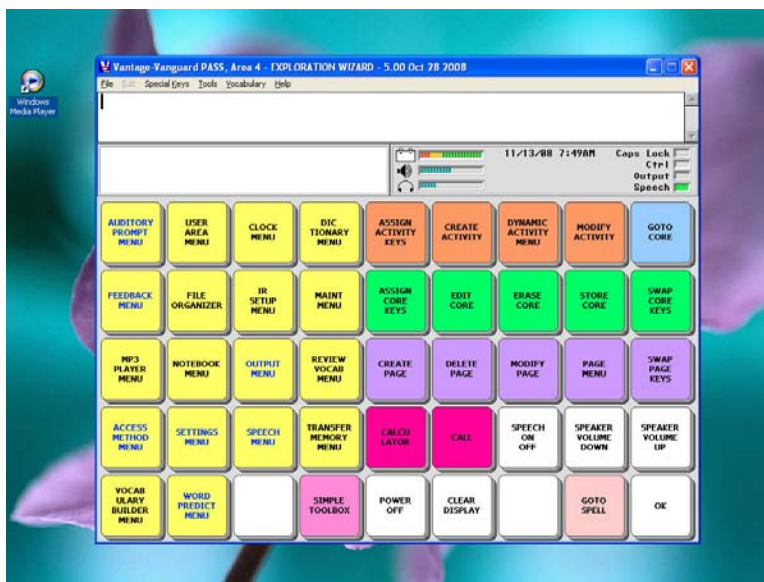 Windows
Media Player
Vantage-Vanguard PASS, Area 4 - EXPLORATION WIZARD - 5.00 Oct 28 2008
File Edit Special Keys Tools Vocabulary Help
11/13/08 7:49AM
Caps Lock
Ctrl
Output
Speech
AUDITORY
PROMPT
MENU
USER
AREA
MENU
CLOCK
MENU
DIC
TIONARY
MENU
ASSIGN
ACTIVITY
KEYS
CREATE
ACTIVITY
DYNAMIC
ACTIVITY
MENU
MODIFY
ACTIVITY
GOTO
CORE
FEEDBACK
MENU
FILE
ORGANIZER
IR
SETUP
MENU
MAINT
MENU
ASSIGN
CORE
KEYS
EDIT
CORE
ERASE
CORE
STORE
CORE
SWAP
CORE
KEYS
MP3
PLAYER
MENU
NOTEBOOK
MENU
OUTPUT
MENU
REVIEW
VOCAB
MENU
CREATE
PAGE
DELETE
PAGE
MODIFY
PAGE
PAGE
MENU
SWAP
PAGE
KEYS
ACCESS
METHOD
MENU
SETTINGS
MENU
SPEECH
MENU
TRANSFER
MEMORY
MENU
CALCU
LATOR
CALL
SPEECH
ON
OFF
SPEAKER
VOLUME
DOWN
SPEAKER
VOLUME
UP
VOCAB
ULARY
BUILDER
MENU
WORD
PREDICT
MENU
SIMPLE
TOOLBOX
POWER
OFF
CLEAR
DISPLAY
GOTO
SPELL
OK